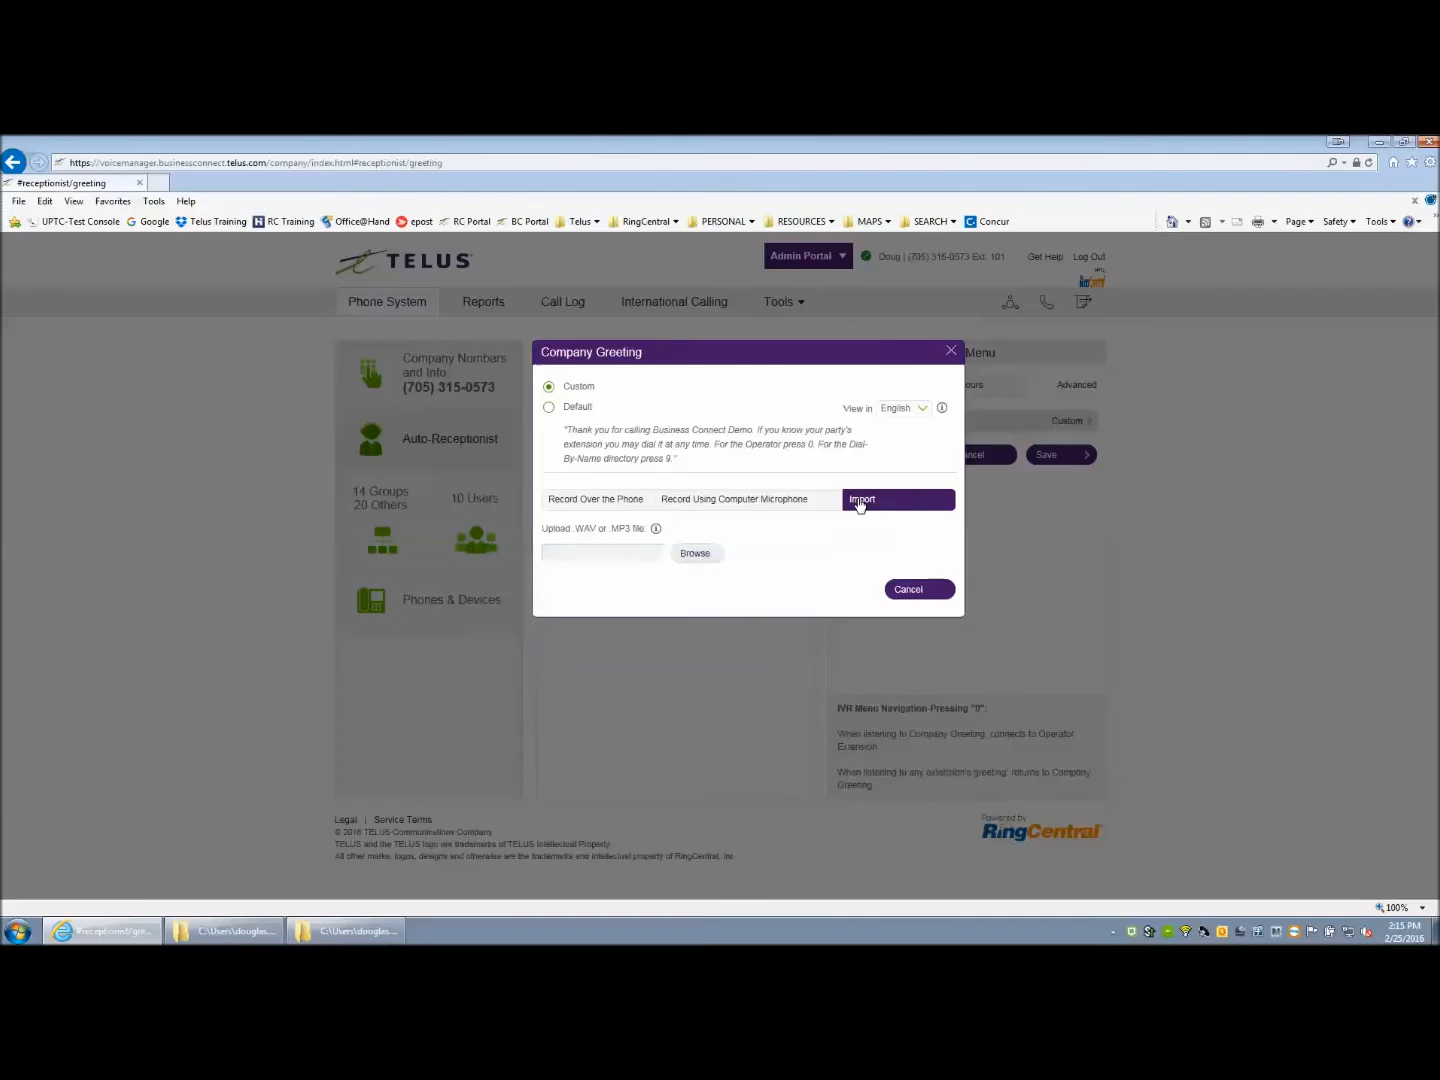 https://voicemanager.businessconnect.telus.com/company/index.html#receptionist/greeting
#receptionist/greeting
File Edit View Favorites Tools Help
UPTC-Test Console Google Telus Training RC Training Office@Hand epost RC Portal BC Portal Telus RingCentral PERSONAL RESOURCES MAPS SEARCH Concur Page Safety Tools
TELUS
Admin Portal Doug | (705) 315-0573 Ext. 101 Get Help Log Out
Phone System Reports Call Log International Calling Tools
Company Numbers
and Info
(705) 315-0573
Auto-Receptionist
14 Groups
20 Others
10 Users
Phones & Devices
Company Greeting
Custom
Default
View in English
"Thank you for calling Business Connect Demo. If you know your party's
extension you may dial it at any time. For the Operator press 0. For the Dial-
By-Name directory press 9."
Record Over the Phone Record Using Computer Microphone Import
Upload .WAV or .MP3 file:
Browse
Cancel
Menu
ours Advanced
Custom
ncel Save
IVR Menu Navigation-Pressing "0":
When listening to Company Greeting: connects to Operator
Extension
When listening to any extension's greeting: returns to Company
Greeting
Legal | Service Terms
© 2016 TELUS Communications Company
TELUS and the TELUS logo are trademarks of TELUS Intellectual Property
All other marks, logos, designs and otherwise are the trademarks and intellectual property of RingCentral, Inc.
Powered by
RingCentral
100%
#receptionist/gre... C:\Users\douglas.... C:\Users\douglas....
2:15 PM
2/25/2016